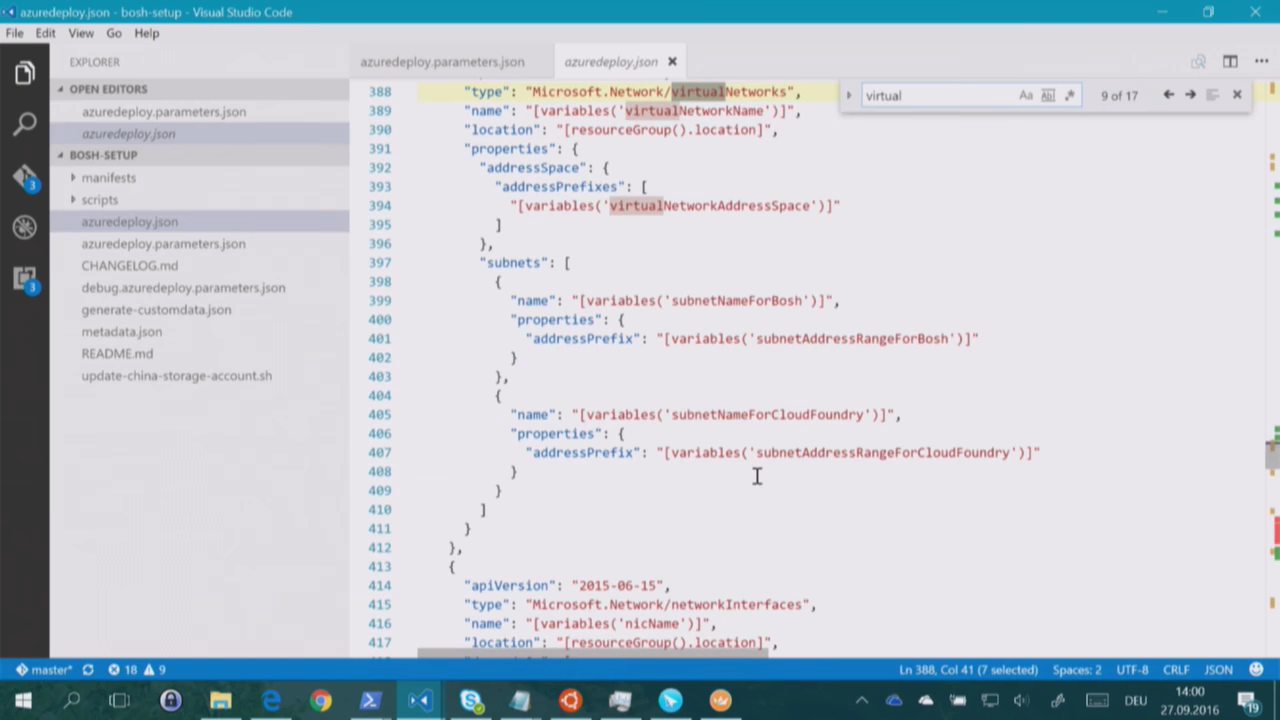 azuredeploy.json - bosh-setup - Visual Studio Code
File Edit View Go Help
EXPLORER
OPEN EDITORS
azuredeploy.parameters.json
azuredeploy.json
BOSH-SETUP
manifests
scripts
azuredeploy.json
azuredeploy.parameters.json
CHANGELOG.md
debug.azuredeploy.parameters.json
generate-customdata.json
metadata.json
README.md
update-china-storage-account.sh
3
3
azuredeploy.parameters.json azuredeploy.json
virtual Aa Abl .* 9 of 17
388 "type": "Microsoft.Network/virtualNetworks",
389 "name": "[variables('virtualNetworkName')]",
390 "location": "[resourceGroup().location]",
391 "properties": {
392 "addressSpace": {
393 "addressPrefixes": [
394 "[variables('virtualNetworkAddressSpace')]"
395 ]
396 },
397 "subnets": [
398 {
399 "name": "[variables('subnetNameForBosh')]",
400 "properties": {
401 "addressPrefix": "[variables('subnetAddressRangeForBosh')]"
402 }
403 },
404 {
405 "name": "[variables('subnetNameForCloudFoundry')]",
406 "properties": {
407 "addressPrefix": "[variables('subnetAddressRangeForCloudFoundry')]"
408 }
409 }
410 ]
411 }
412 },
413 {
414 "apiVersion": "2015-06-15",
415 "type": "Microsoft.Network/networkInterfaces",
416 "name": "[variables('nicName')]",
417 "location": "[resourceGroup().location]",
master* 18 9 Ln 388, Col 41 (7 selected) Spaces: 2 UTF-8 CRLF JSON
DEU 14:00
27.09.2016
19